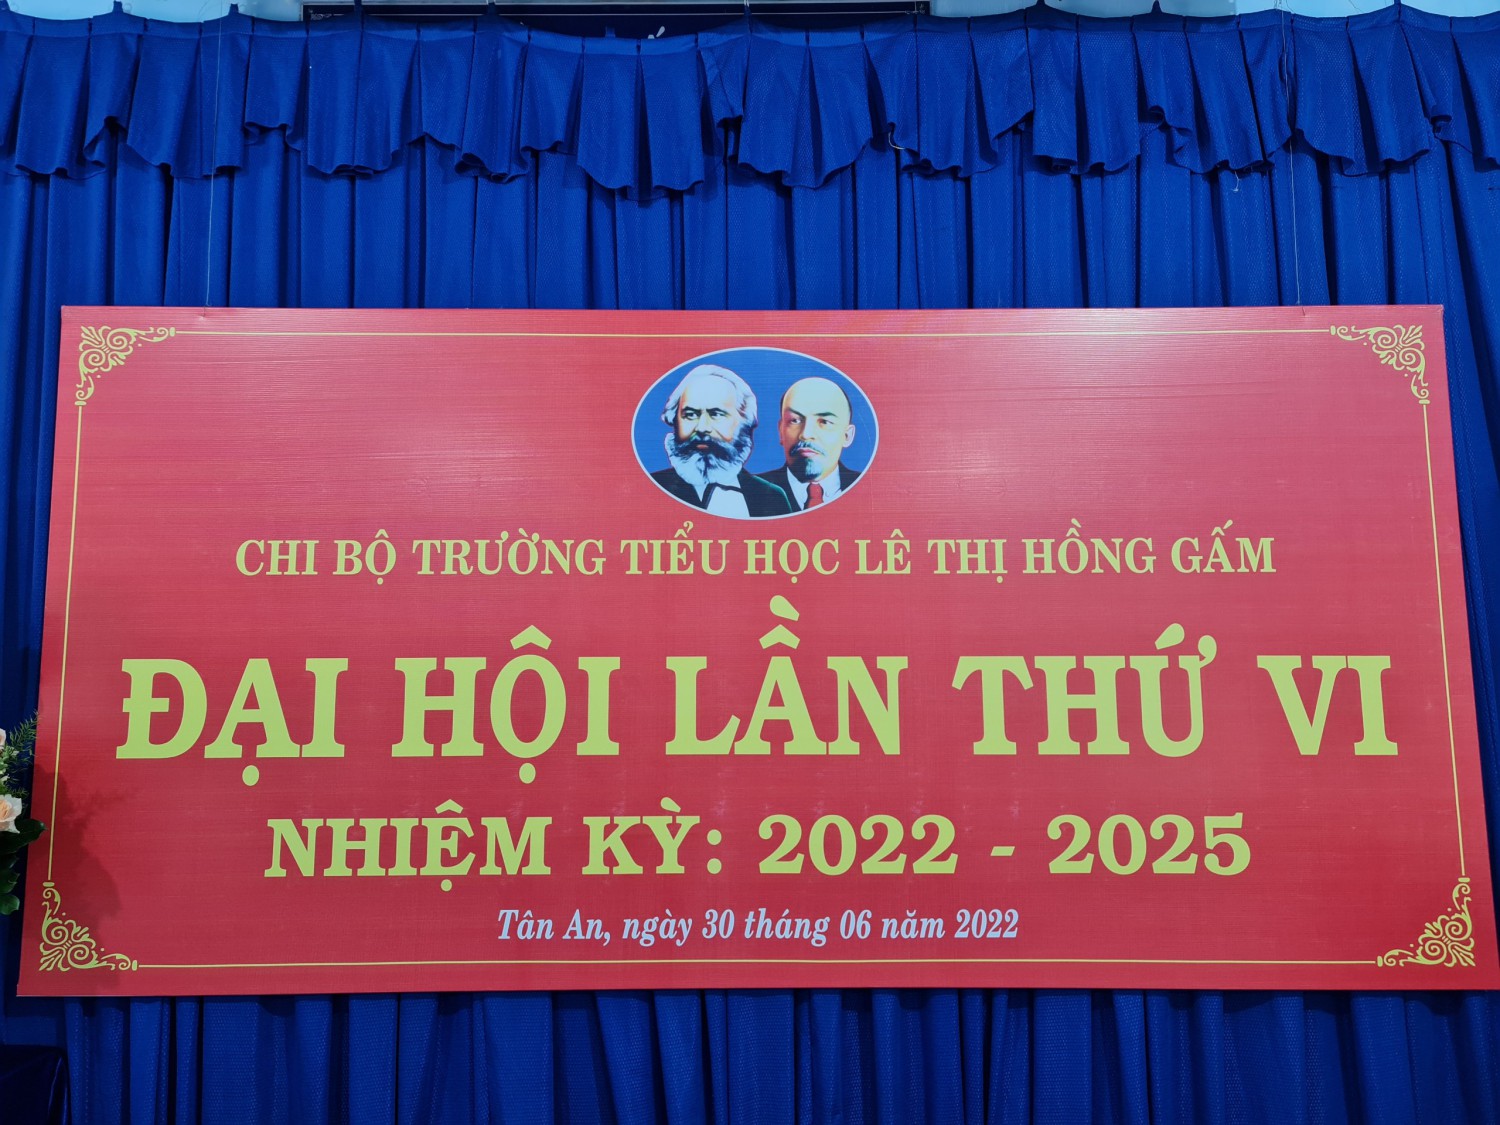 CHI BỘ TRƯỜNG TIỂU HỌC LÊ THỊ HỒNG GẤM
ĐẠI HỘI LẦN THỨ VI
NHIỆM KỲ: 2022 - 2025
Tân An, ngày 30 tháng 06 năm 2022